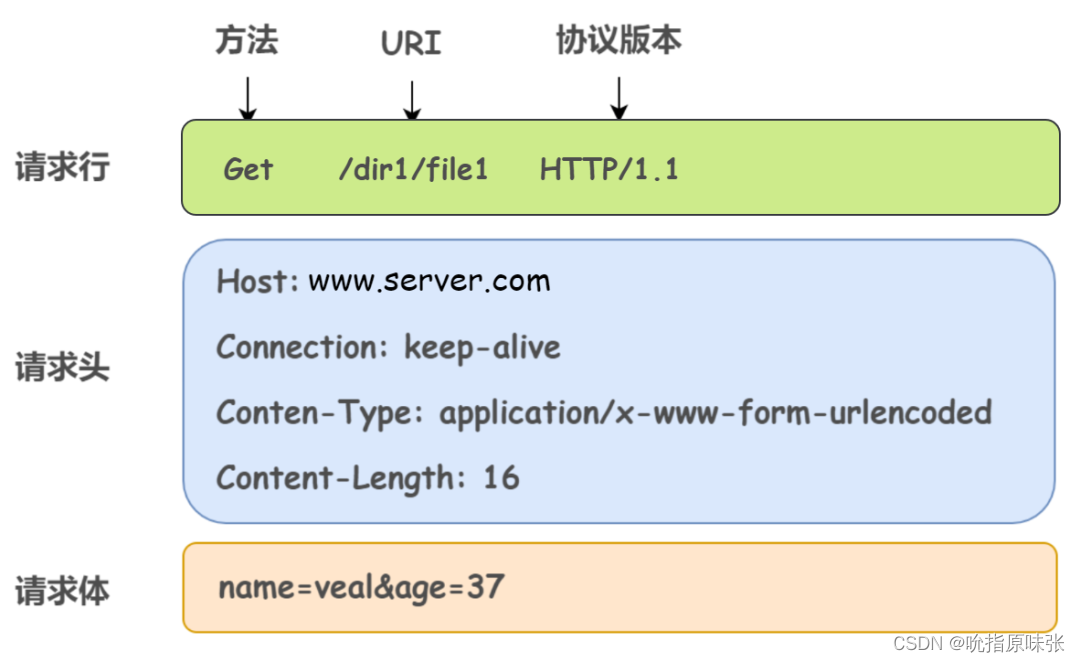 方法 URI 协议版本
请求行 Get /dir1/file1 HTTP/1.1
Host: www.server.com
Connection: keep-alive
请求头
Conten-Type: application/x-www-form-urlencoded
Content-Length: 16
请求体 name=veal&age=37
CSDN @吮指原味张